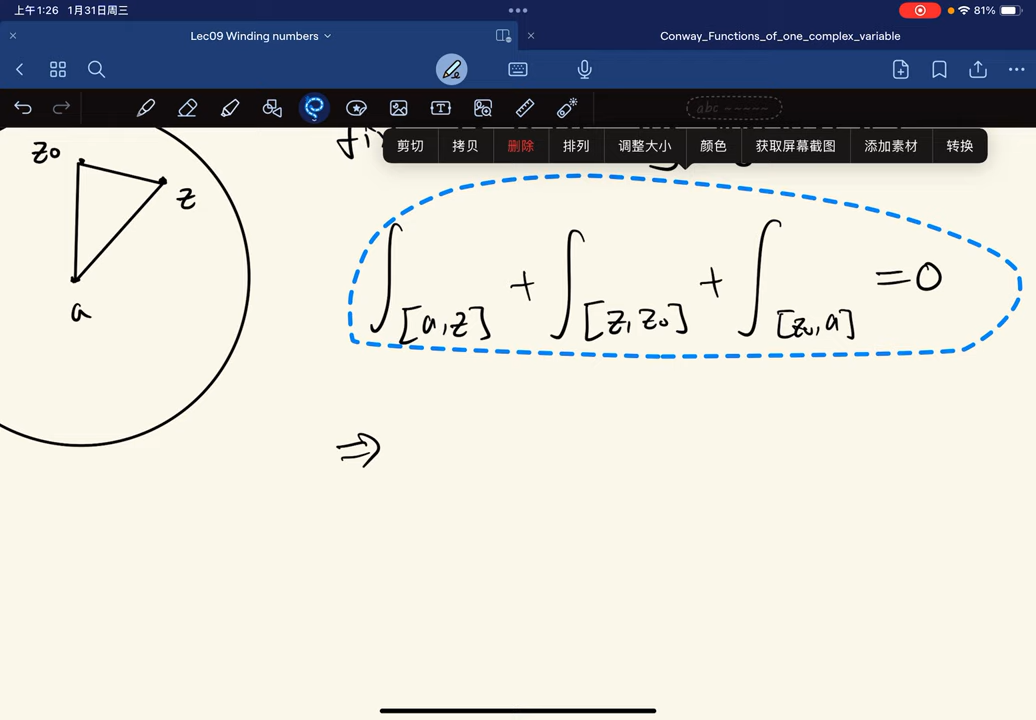 上午1:26 1月31日周三
81%
Lec09 Winding numbers
Conway_Functions_of_one_complex_variable
abc
剪切 拷贝 删除 排列 调整大小 颜色 获取屏幕截图 添加素材 转换
z₀
z
a
∫[a,z] + ∫[z,z₀] + ∫[z₀,a] = 0
⇒